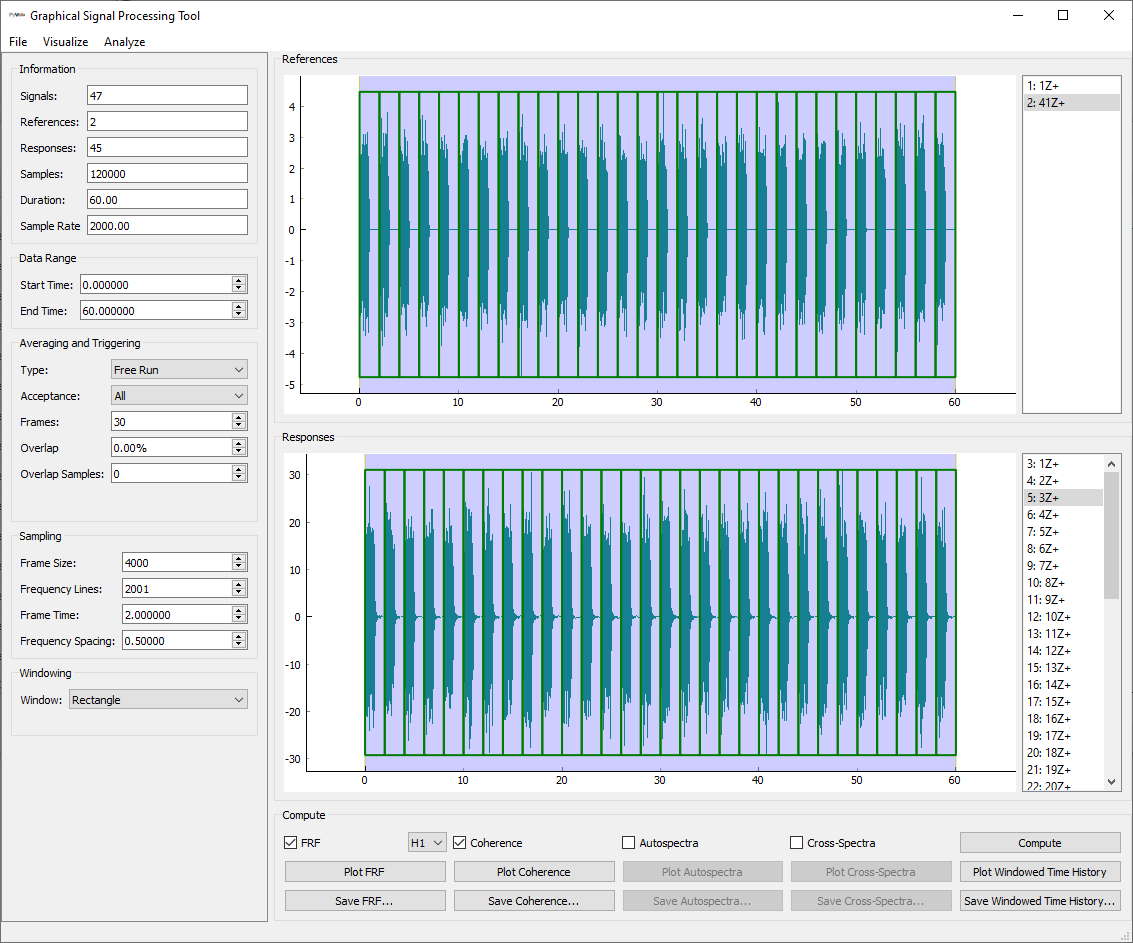 Graphical Signal Processing Tool
File Visualize Analyze
Information
Signals: 47
References: 2
Responses: 45
Samples: 120000
Duration: 60.00
Sample Rate 2000.00
Data Range
Start Time: 0.000000
End Time: 60.000000
Averaging and Triggering
Type: Free Run
Acceptance: All
Frames: 30
Overlap 0.00%
Overlap Samples: 0
Sampling
Frame Size: 4000
Frequency Lines: 2001
Frame Time: 2.000000
Frequency Spacing: 0.50000
Windowing
Window: Rectangle
References
4
3
2
1
0
-1
-2
-3
-4
-5
0 10 20 30 40 50 60
1: 1Z+
2: 41Z+
Responses
30
20
10
0
-10
-20
-30
0 10 20 30 40 50 60
3: 1Z+
4: 2Z+
5: 3Z+
6: 4Z+
7: 5Z+
8: 6Z+
9: 7Z+
10: 8Z+
11: 9Z+
12: 10Z+
13: 11Z+
14: 12Z+
15: 13Z+
16: 14Z+
17: 15Z+
18: 16Z+
19: 17Z+
20: 18Z+
21: 19Z+
22: 20Z+
Compute
FRF H1 Coherence Autospectra Cross-Spectra Compute
Plot FRF Plot Coherence Plot Autospectra Plot Cross-Spectra Plot Windowed Time History
Save FRF... Save Coherence... Save Autospectra... Save Cross-Spectra... Save Windowed Time History...